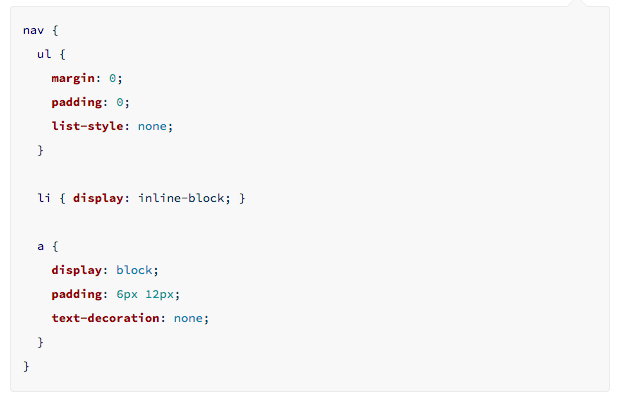 nav {
  ul {
    margin: 0;
    padding: 0;
    list-style: none;
  }

  li { display: inline-block; }

  a {
    display: block;
    padding: 6px 12px;
    text-decoration: none;
  }
}